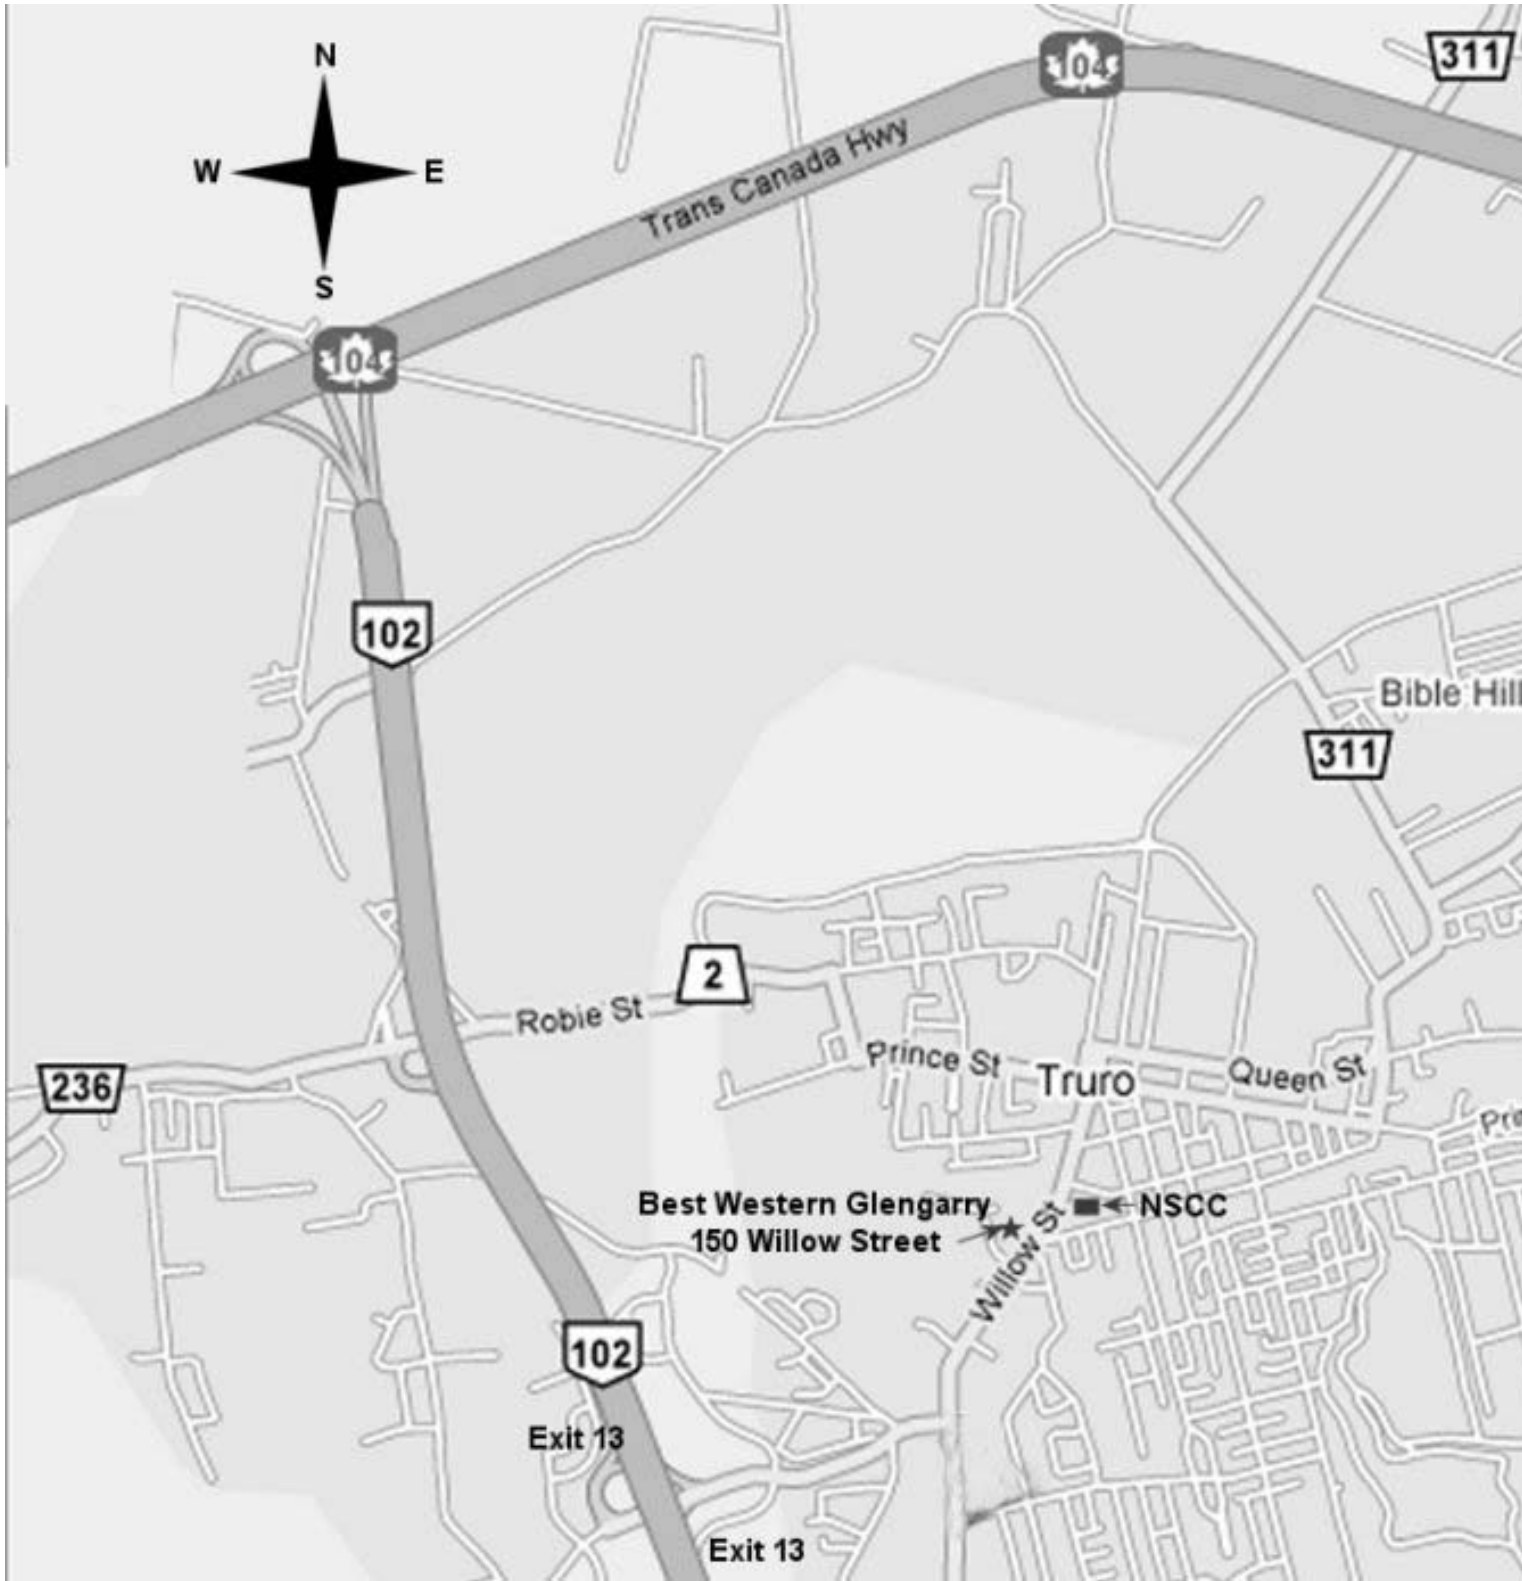 N
104
311
Trans Canada Hwy
W
E
S
104
102
Bible Hill
311
2
Robie St
Prince St
Queen St
Truro
236
Best Western Glengarry
NSCC
150 Willow Street
Willow St
102
Exit 13
Exit 13